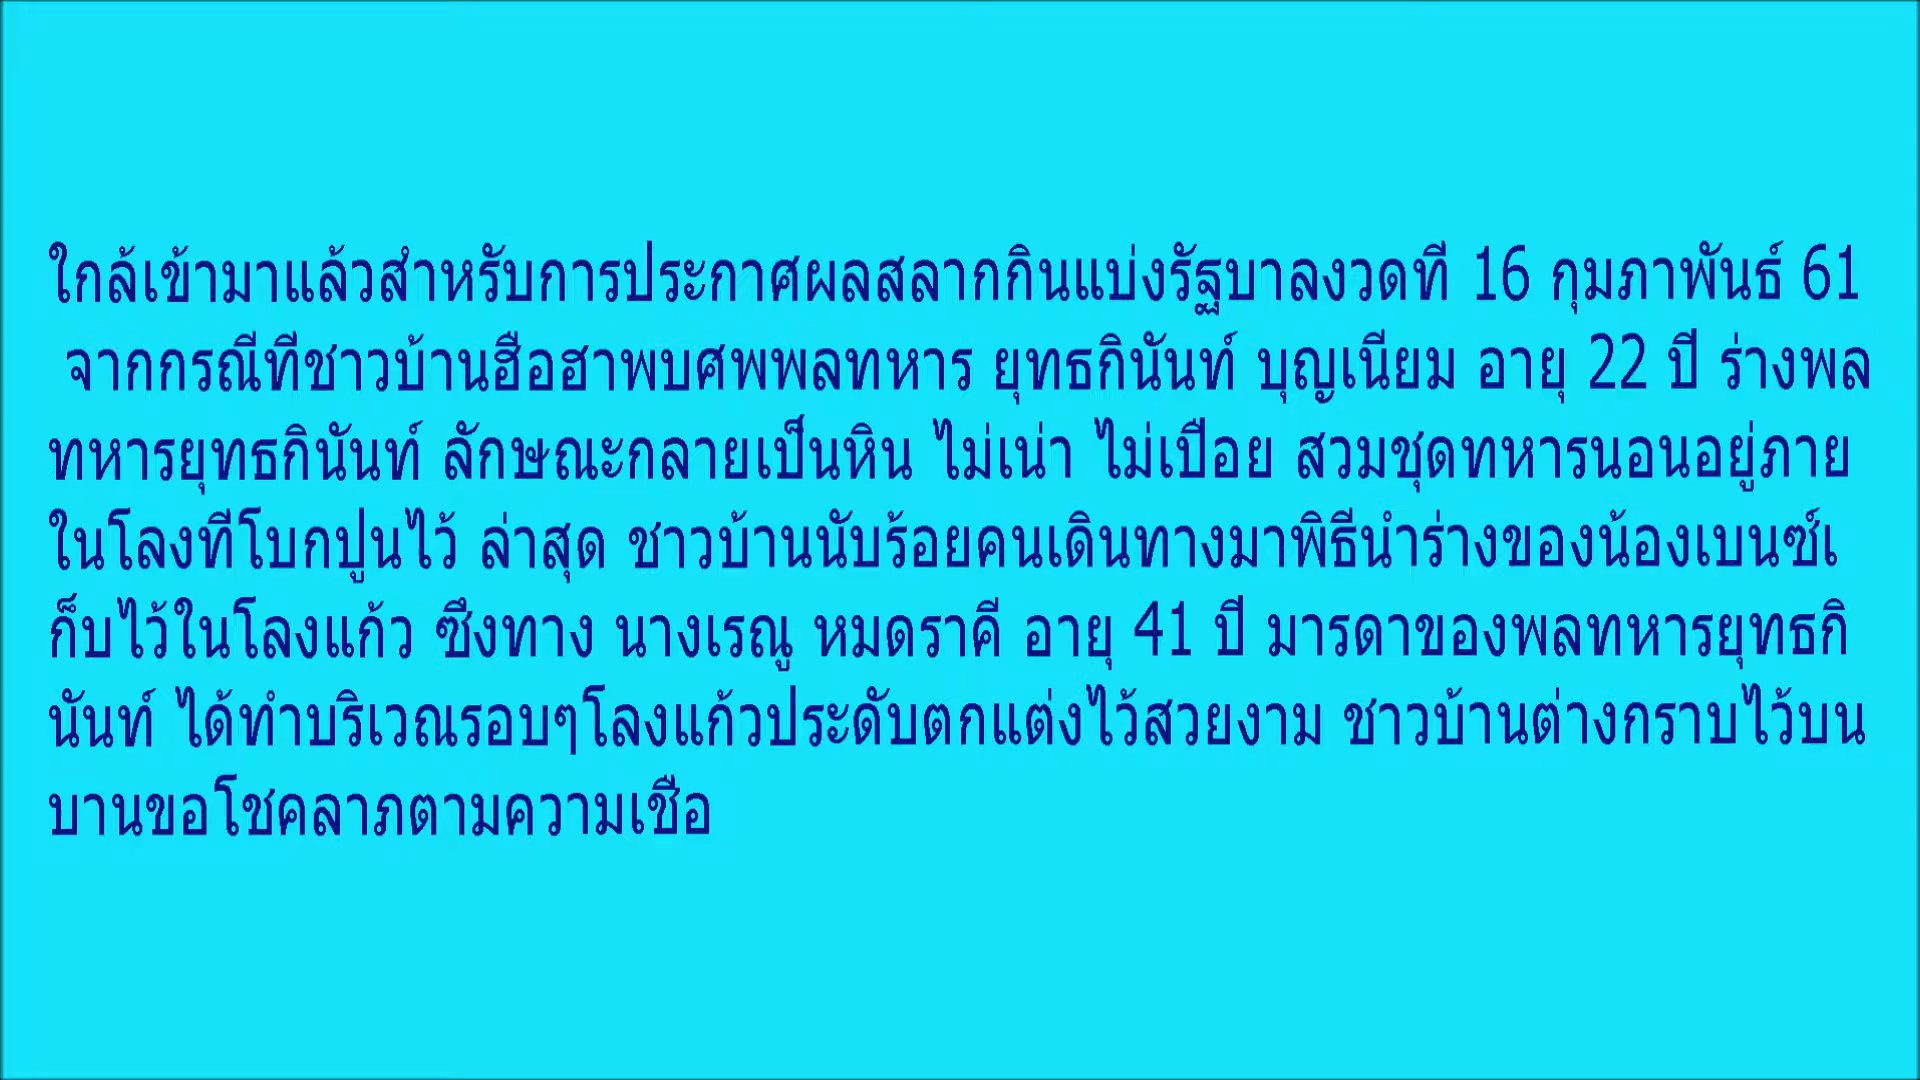 ใกล้เข้ามาแล้วสำหรับการประกาศผลสลากกินแบ่งรัฐบาลงวดที่ 16 กุมภาพันธ์ 61
จากกรณีที่ชาวบ้านฮือฮาพบศพพลทหาร ยุทธกินันท์ บุญเนียม อายุ 22 ปี ร่างพล
ทหารยุทธกินันท์ ลักษณะกลายเป็นหิน ไม่เน่า ไม่เปื่อย สวมชุดทหารนอนอยู่ภาย
ในโลงที่โบกปูนไว้ ล่าสุด ชาวบ้านนับร้อยคนเดินทางมาพิธีนำร่างของน้องเบนซ์เ
ก็บไว้ในโลงแก้ว ซึ่งทาง นางเรณู หมดราคี อายุ 41 ปี มารดาของพลทหารยุทธกิ
นันท์ ได้ทำบริเวณรอบๆโลงแก้วประดับตกแต่งไว้สวยงาม ชาวบ้านต่างกราบไว้บน
บานขอโชคลาภตามความเชื่อ